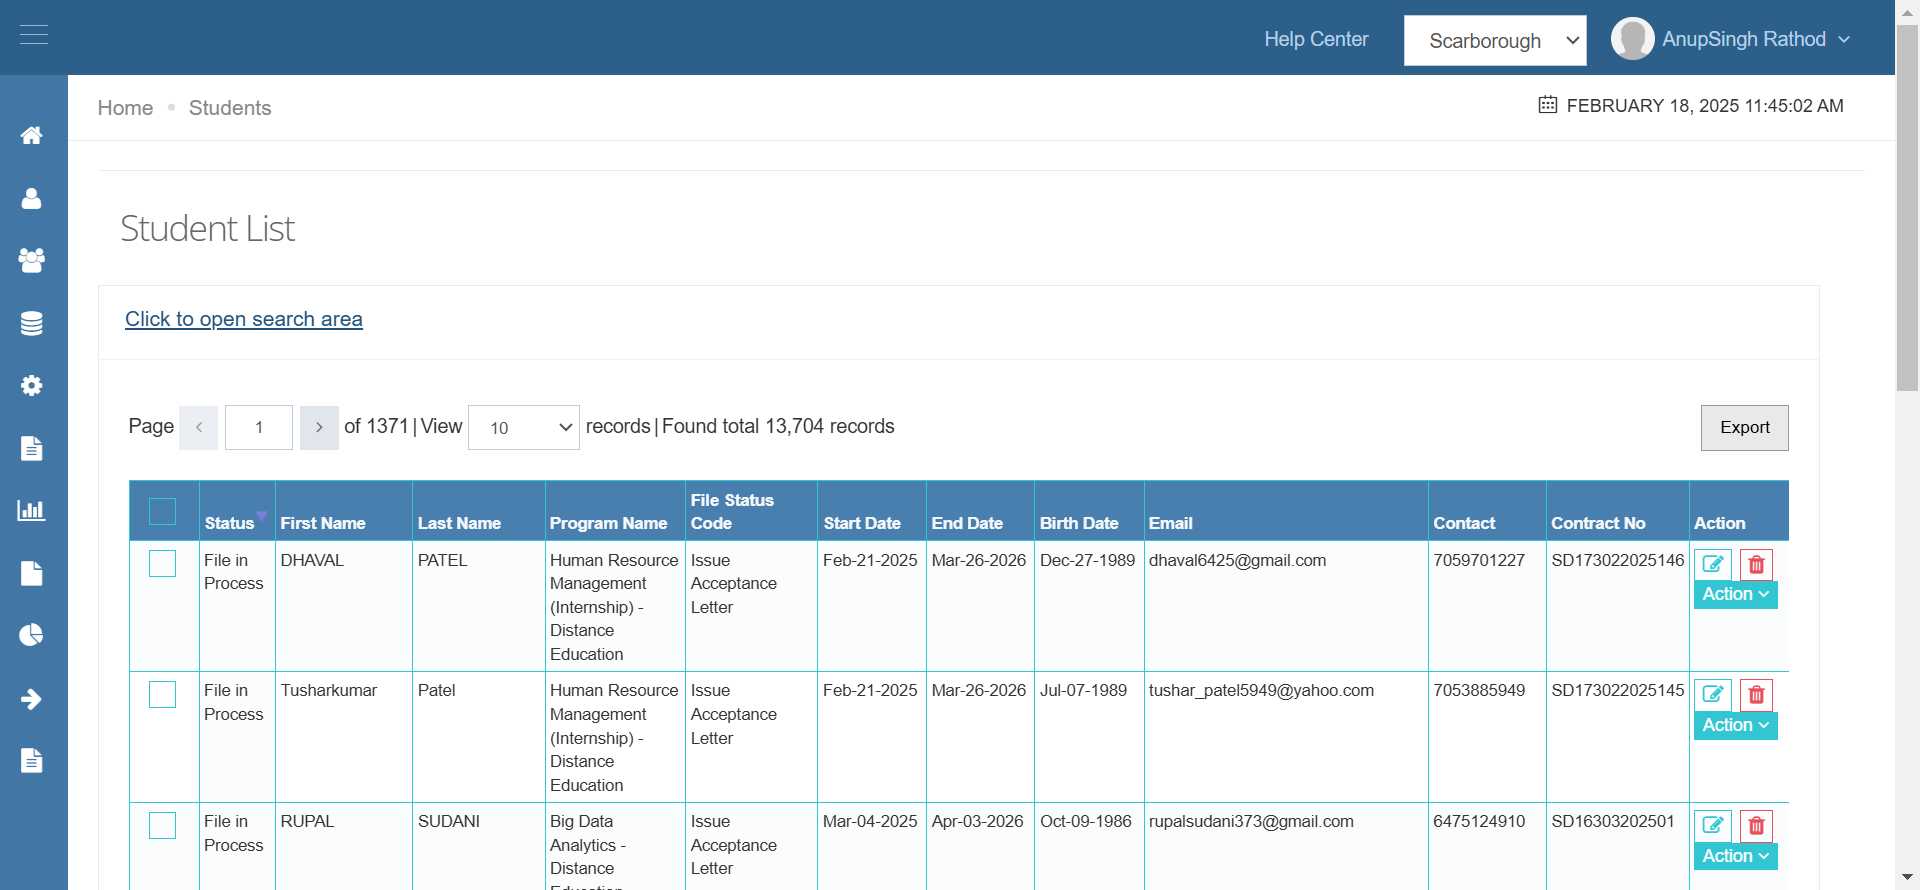 Help Center
Scarborough
AnupSingh Rathod
Home
Students
FEBRUARY 18, 2025 11:45:02 AM
Student List
Click to open search area
Page 1 of 1371 | View 10 records | Found total 13,704 records
Export
Status First Name Last Name Program Name File Status Code Start Date End Date Birth Date Email Contact Contract No Action
File in Process DHAVAL PATEL Human Resource Management (Internship) - Distance Education Issue Acceptance Letter Feb-21-2025 Mar-26-2026 Dec-27-1989 dhaval6425@gmail.com 7059701227 SD173022025146 Action
File in Process Tusharkumar Patel Human Resource Management (Internship) - Distance Education Issue Acceptance Letter Feb-21-2025 Mar-26-2026 Jul-07-1989 tushar_patel5949@yahoo.com 7053885949 SD173022025145 Action
File in Process RUPAL SUDANI Big Data Analytics - Distance Issue Acceptance Letter Mar-04-2025 Apr-03-2026 Oct-09-1986 rupalsudani373@gmail.com 6475124910 SD16303202501 Action